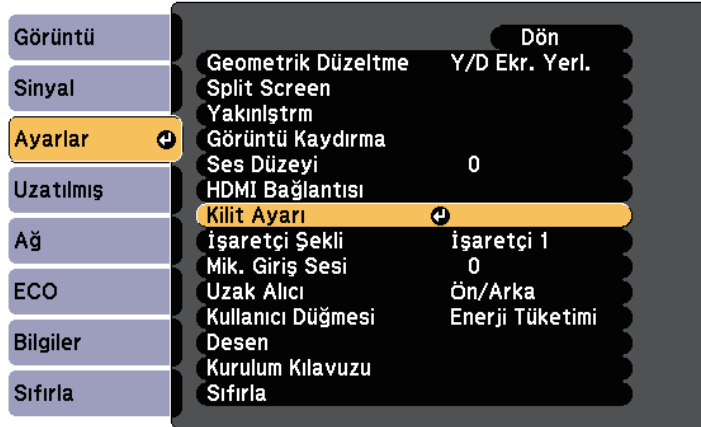 Görüntü
Sinyal
Ayarlar
Uzatılmış
Ağ
ECO
Bilgiler
Sıfırla
Dön
Geometrik Düzeltme Y/D Ekr. Yerl.
Split Screen
Yakınlştrm
Görüntü Kaydırma
Ses Düzeyi 0
HDMI Bağlantısı
Kilit Ayarı
İşaretçi Şekli İşaretçi 1
Mik. Giriş Sesi 0
Uzak Alıcı Ön/Arka
Kullanıcı Düğmesi Enerji Tüketimi
Desen
Kurulum Kılavuzu
Sıfırla